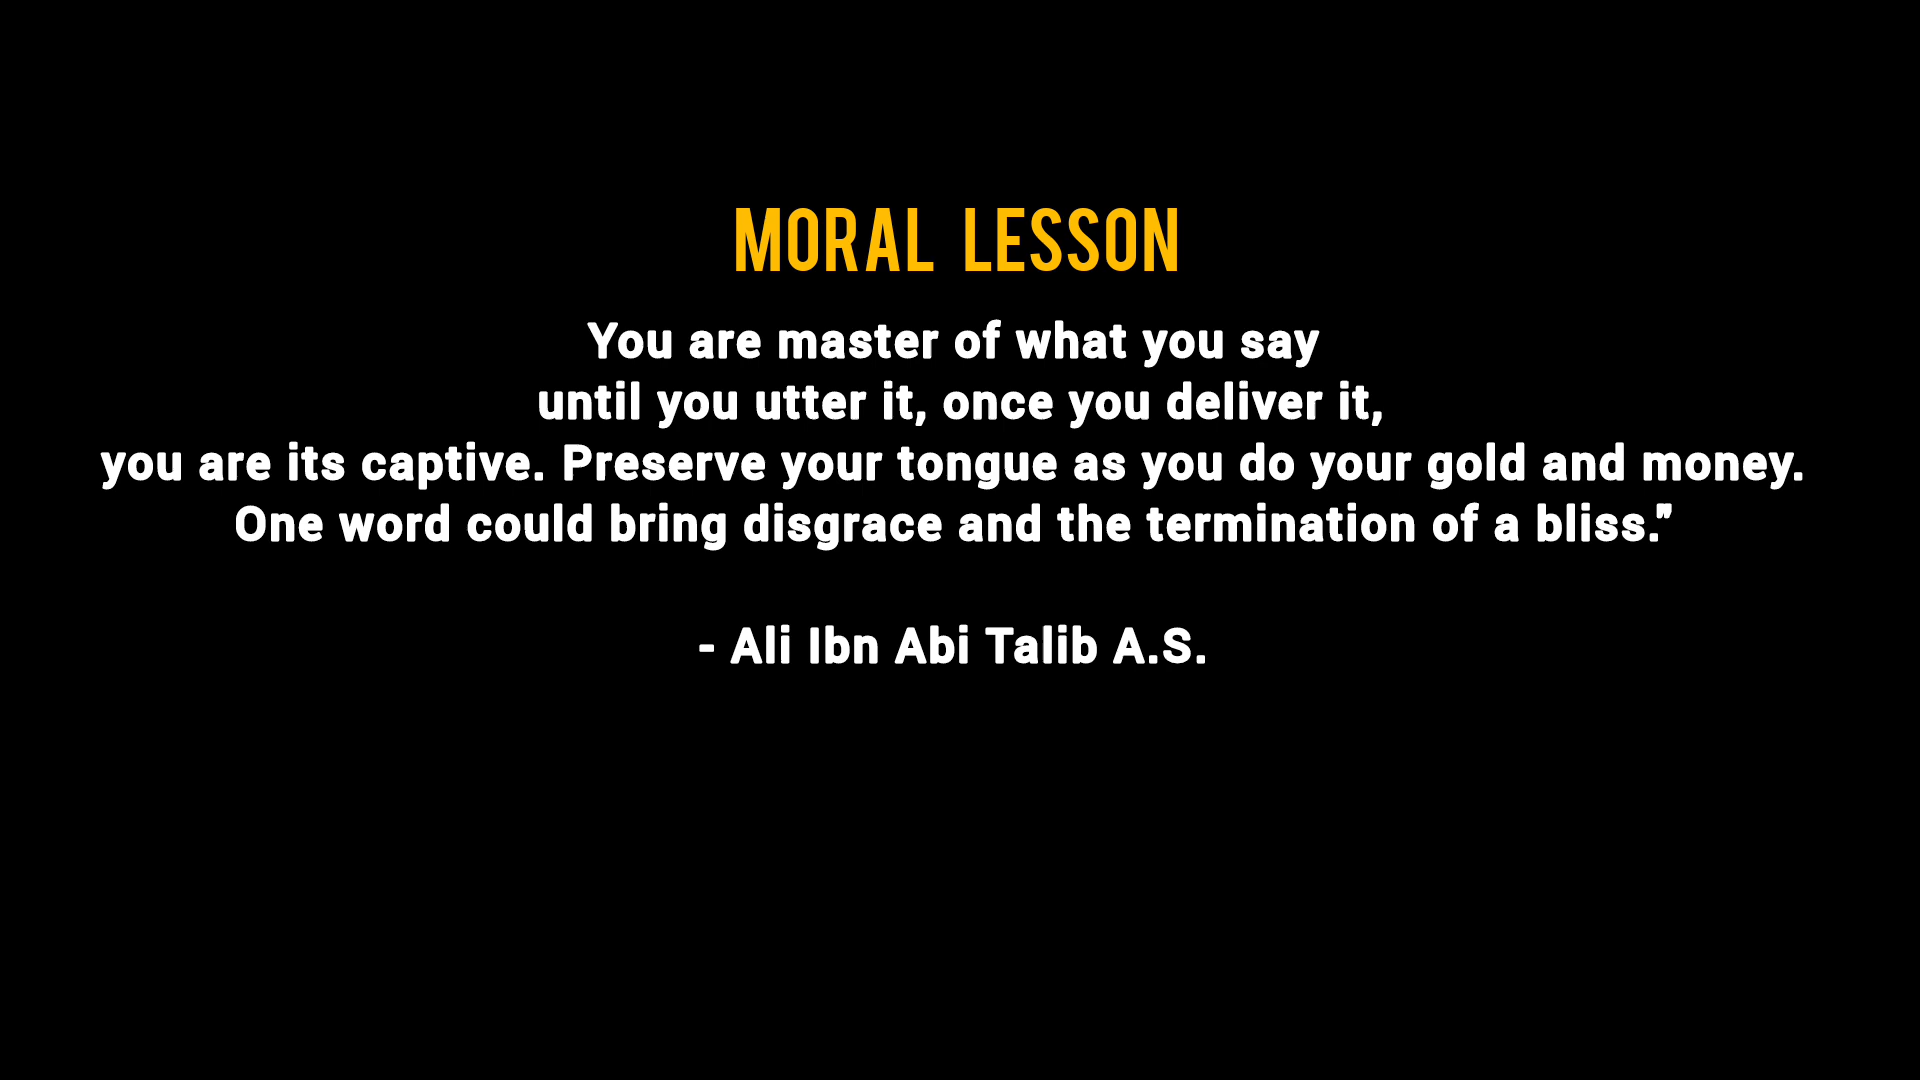 MORAL LESSON
You are master of what you say
until you utter it, once you deliver it,
you are its captive. Preserve your tongue as you do your gold and money.
One word could bring disgrace and the termination of a bliss.”
- Ali Ibn Abi Talib A.S.